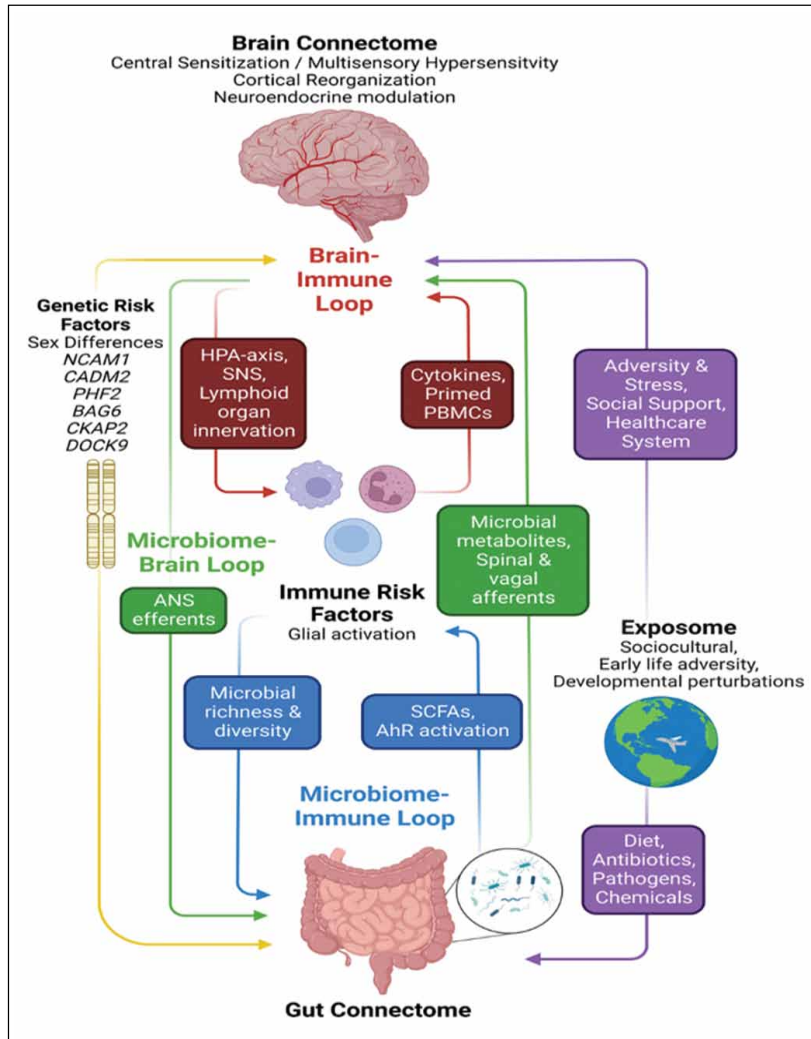 Brain Connectome
Central Sensitization / Multisensory Hypersensitvity
Cortical Reorganization
Neuroendocrine modulation
Brain-
Immune
Loop
Genetic Risk
Factors
Sex Differences
NCAM1
CADM2
PHF2
BAG6
CKAP2
DOCK9
HPA-axis,
SNS,
Lymphoid
organ
innervation
Cytokines,
Primed
PBMCs
Adversity &
Stress,
Social Support,
Healthcare
System
Microbiome-
Brain Loop
ANS
efferents
Microbial
metabolites,
Spinal &
vagal
afferents
Immune Risk
Factors
Glial activation
Exposome
Sociocultural,
Early life adversity,
Developmental perturbations
Microbial
richness &
diversity
SCFAs,
AhR activation
Microbiome-
Immune Loop
Diet,
Antibiotics,
Pathogens,
Chemicals
Gut Connectome